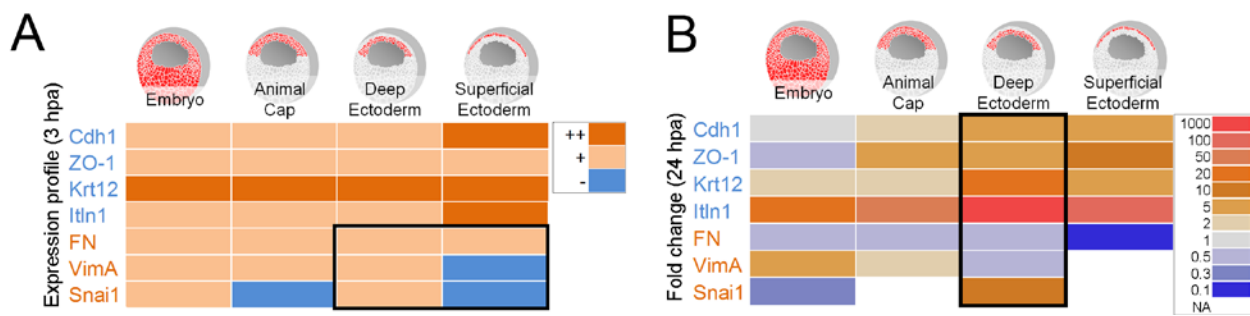 A
Embryo
Animal
Cap
Deep
Ectoderm
Superficial
Ectoderm
Expression profile (3 hpa)
Cdh1
ZO-1
Krt12
Itln1
FN
VimA
Snai1
++
+
-
B
Embryo
Animal
Cap
Deep
Ectoderm
Superficial
Ectoderm
Fold change (24 hpa)
Cdh1
ZO-1
Krt12
Itln1
FN
VimA
Snai1
1000
100
50
20
10
5
2
1
0.5
0.3
0.1
NA